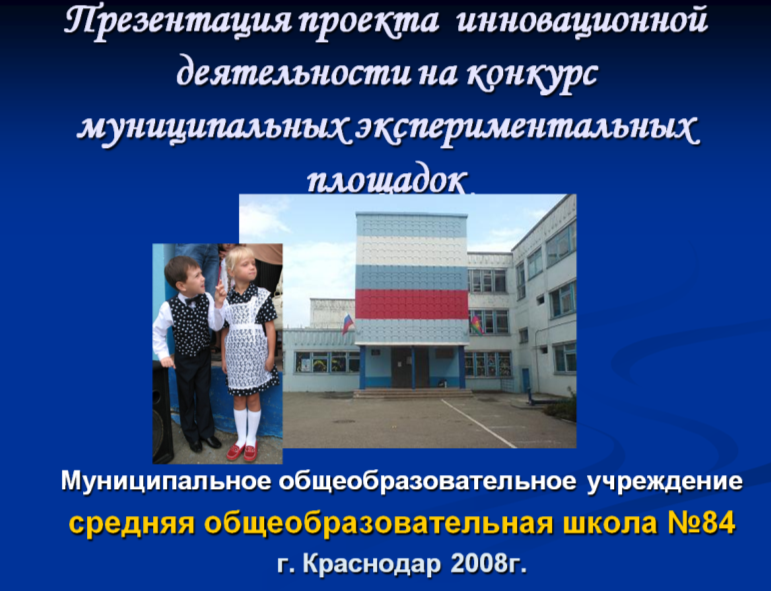 Презентация проекта инновационной
деятельности на конкурс
муниципальных экспериментальных
площадок
Муниципальное общеобразовательное учреждение
средняя общеобразовательная школа №84
г. Краснодар 2008г.